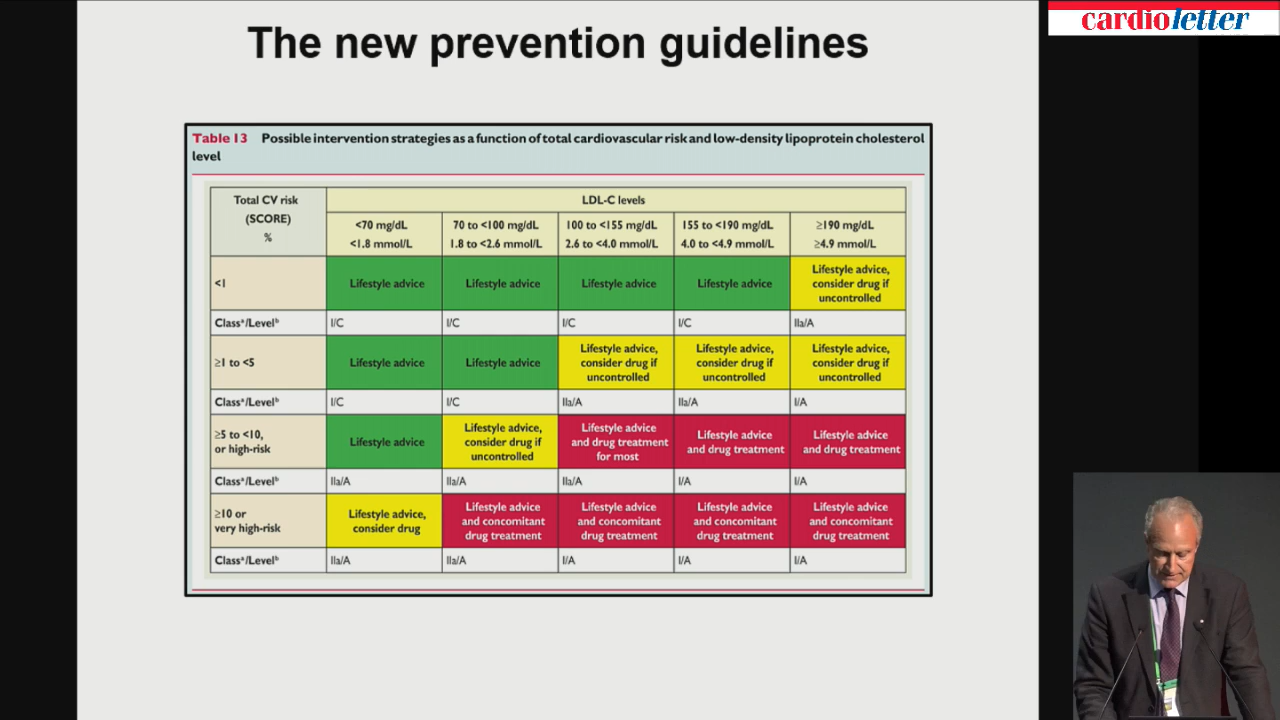 cardioletter
The new prevention guidelines
Table 13 Possible intervention strategies as a function of total cardiovascular risk and low-density lipoprotein cholesterol
level
Total CV risk
(SCORE)
%
LDL-C levels
<70 mg/dL
<1.8 mmol/L
70 to <100 mg/dL
1.8 to <2.6 mmol/L
100 to <155 mg/dL
2.6 to <4.0 mmol/L
155 to <190 mg/dL
4.0 to <4.9 mmol/L
≥190 mg/dL
≥4.9 mmol/L
<1
Lifestyle advice
Lifestyle advice
Lifestyle advice
Lifestyle advice
Lifestyle advice,
consider drug if
uncontrolled
Classᵃ/Levelᵇ
I/C
I/C
I/C
I/C
IIa/A
≥1 to <5
Lifestyle advice
Lifestyle advice
Lifestyle advice,
consider drug if
uncontrolled
Lifestyle advice,
consider drug if
uncontrolled
Lifestyle advice,
consider drug if
uncontrolled
Classᵃ/Levelᵇ
I/C
I/C
IIa/A
IIa/A
I/A
≥5 to <10,
or high-risk
Lifestyle advice
Lifestyle advice,
consider drug if
uncontrolled
Lifestyle advice
and drug treatment
for most
Lifestyle advice
and drug treatment
Lifestyle advice
and drug treatment
Classᵃ/Levelᵇ
IIa/A
IIa/A
IIa/A
I/A
I/A
≥10 or
very high-risk
Lifestyle advice,
consider drug
Lifestyle advice
and concomitant
drug treatment
Lifestyle advice
and concomitant
drug treatment
Lifestyle advice
and concomitant
drug treatment
Lifestyle advice
and concomitant
drug treatment
Classᵃ/Levelᵇ
IIa/A
IIa/A
I/A
I/A
I/A